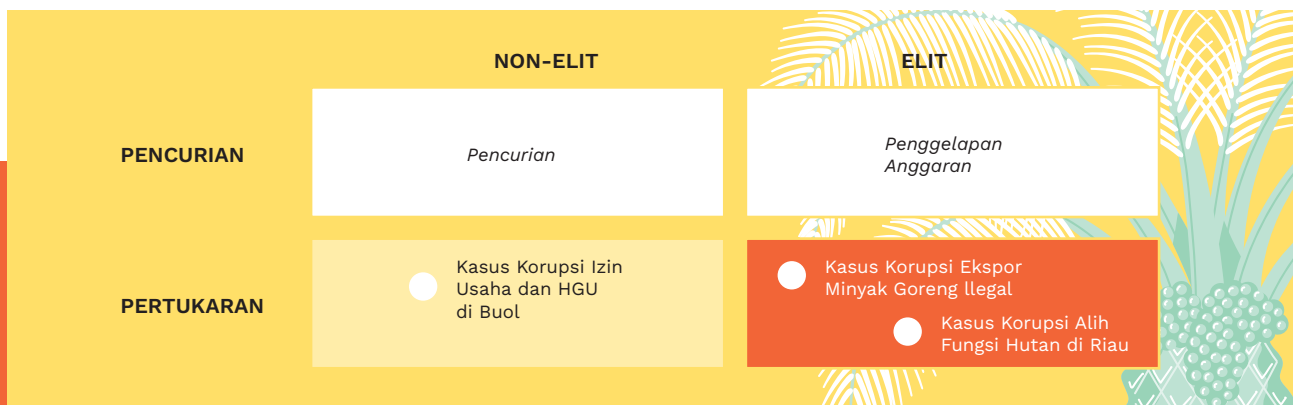 NON-ELIT
ELIT
PENCURIAN
Pencurian
Penggelapan
Anggaran
PERTUKARAN
Kasus Korupsi Izin
Usaha dan HGU
di Buol
Kasus Korupsi Ekspor
Minyak Goreng llegal
Kasus Korupsi Alih
Fungsi Hutan di Riau